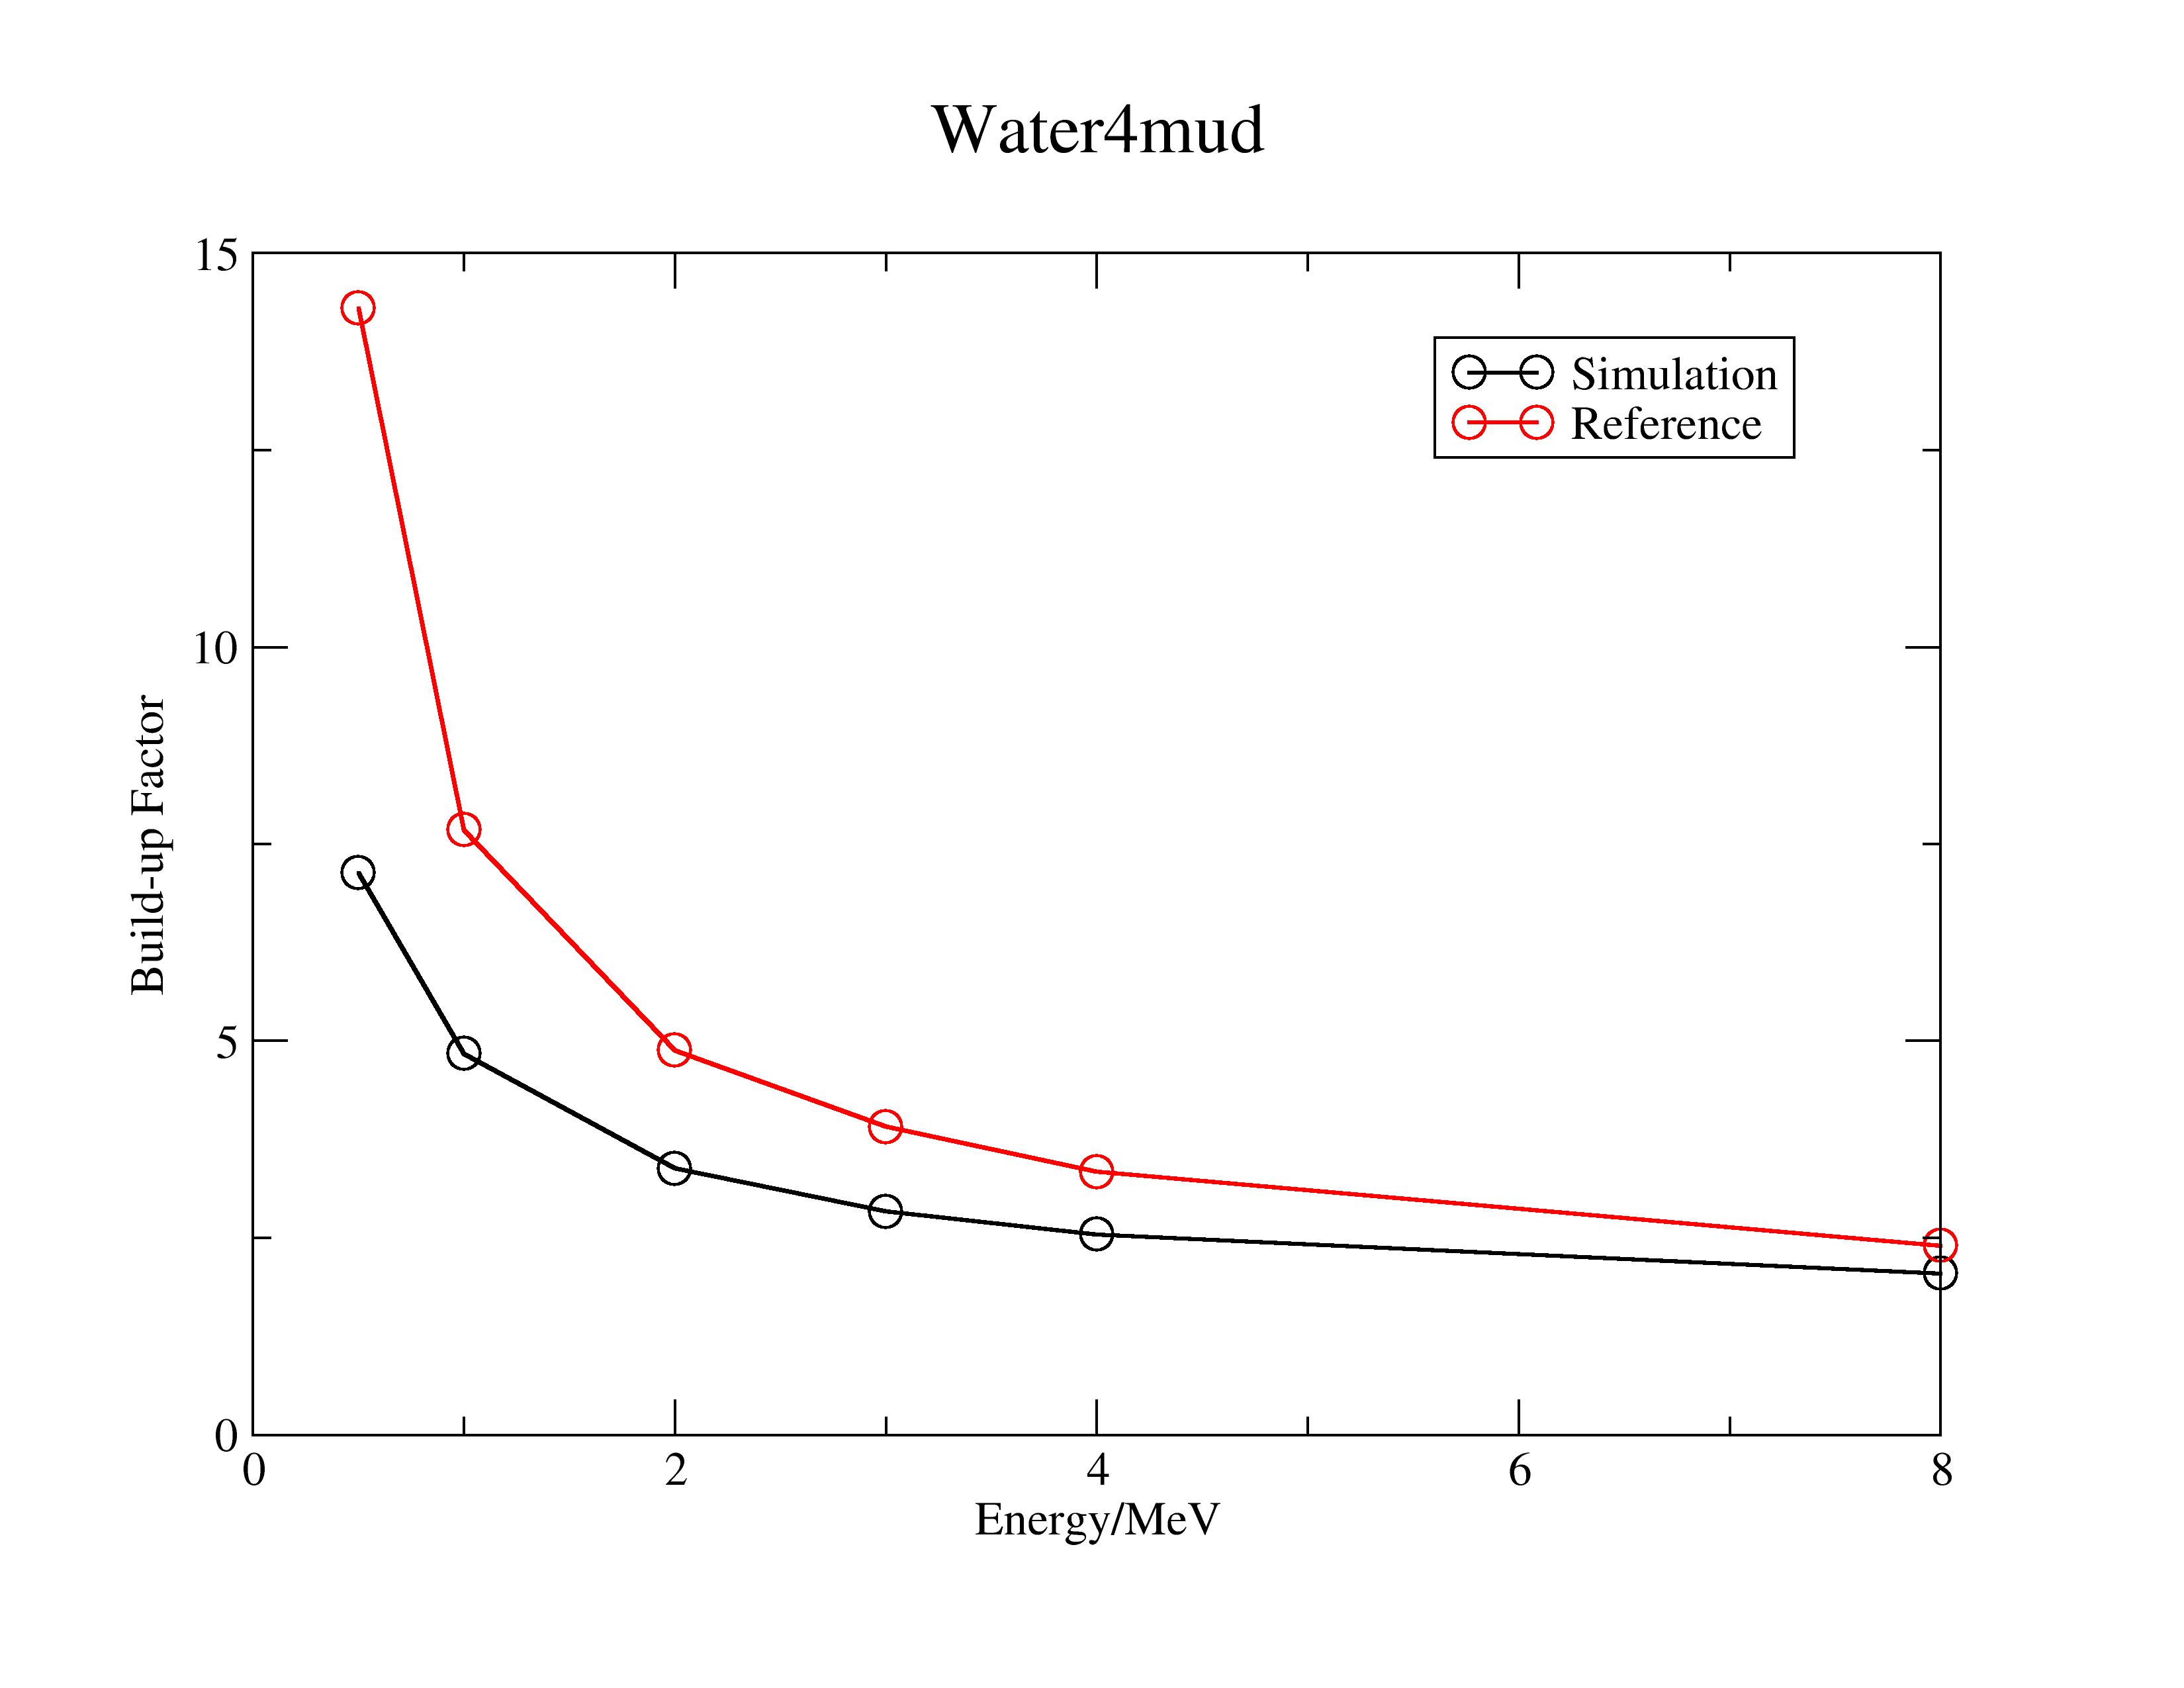 Water4mud
15
Simulation
Reference
10
Build-up Factor
5
0
0 2 4 6 8
Energy/MeV